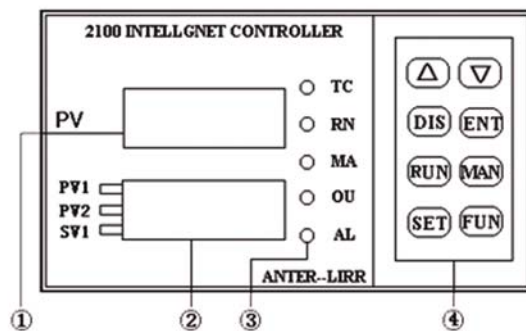 2100 INTELLGNET CONTROLLER
PV
PV1
PV2
SV1
TC
RN
MA
OU
AL
ANTER--LIRR
DIS ENT
RUN MAN
SET FUN
① ② ③ ④